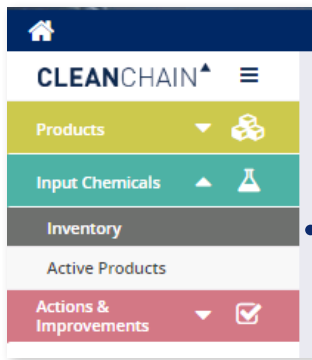 CLEANCHAIN
Products
Input Chemicals
Inventory
Active Products
Actions &
Improvements